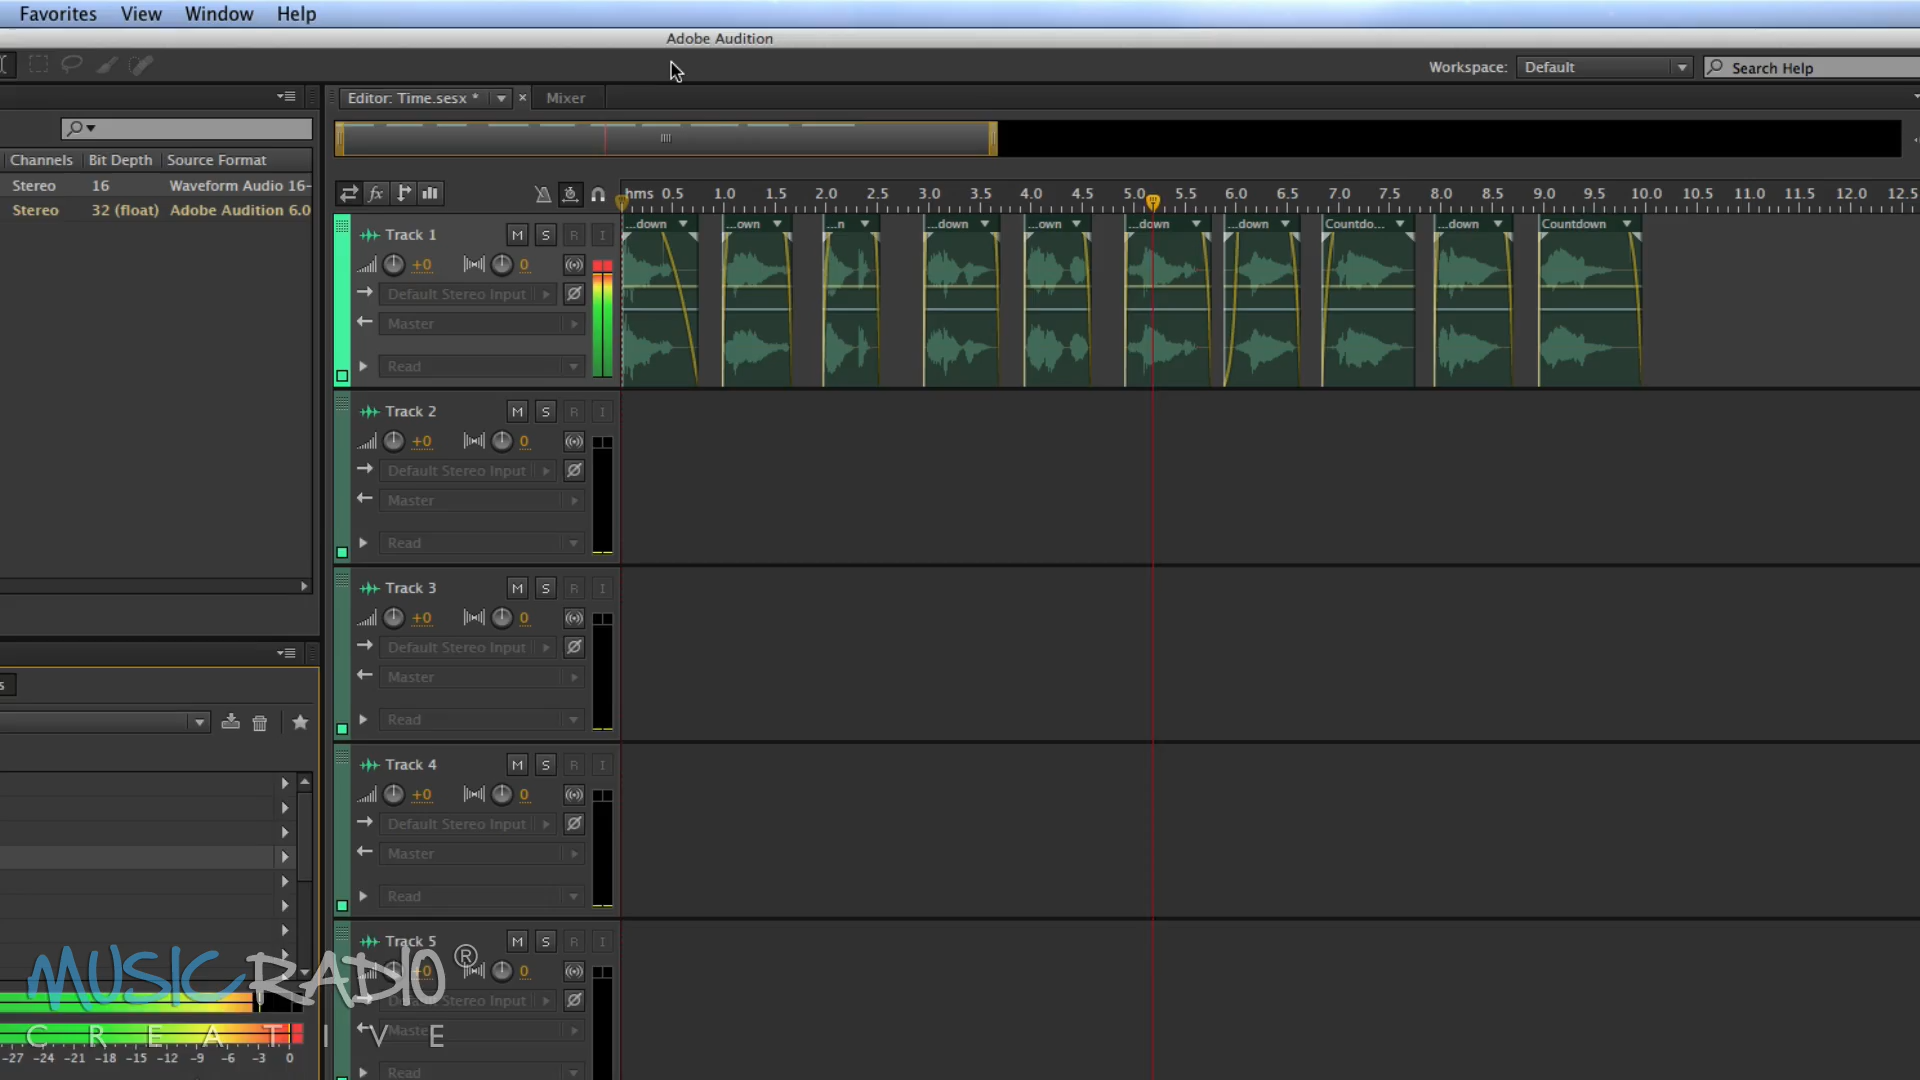 Favorites View Window Help
Adobe Audition
Workspace: Default Search Help
Editor: Time.sesx * Mixer
Channels Bit Depth Source Format
Stereo 16 Waveform Audio 16-
Stereo 32 (float) Adobe Audition 6.0
fx
hms 0.5 1.0 1.5 2.0 2.5 3.0 3.5 4.0 4.5 5.0 5.5 6.0 6.5 7.0 7.5 8.0 8.5 9.0 9.5 10.0 10.5 11.0 11.5 12.0 12.5
...down ...own ...n ...down ...own ...down ...down Countdo... ...down Countdown
Track 1 M S R I
+0 0
Default Stereo Input
Master
Read
Track 2 M S R I
+0 0
Default Stereo Input
Master
Read
Track 3 M S R I
+0 0
Default Stereo Input
Master
Read
s
Track 4 M S R I
+0 0
Default Stereo Input
Master
Read
Track 5 M S R I
+0 0
Default Stereo Input
Master
Read
MUSIC RADIO ®
CREATIVE
-27 -24 -21 -18 -15 -12 -9 -6 -3 0